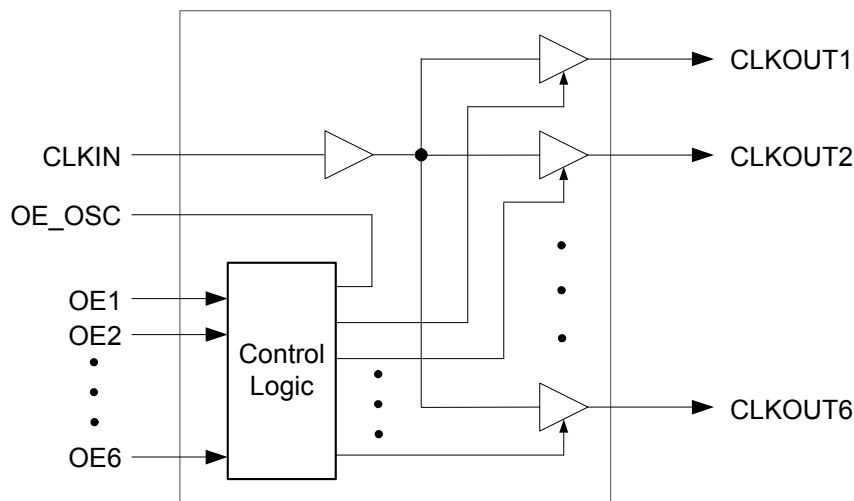 CLKOUT1
CLKIN
CLKOUT2
OE_OSC
OE1
OE2
Control
Logic
CLKOUT6
OE6